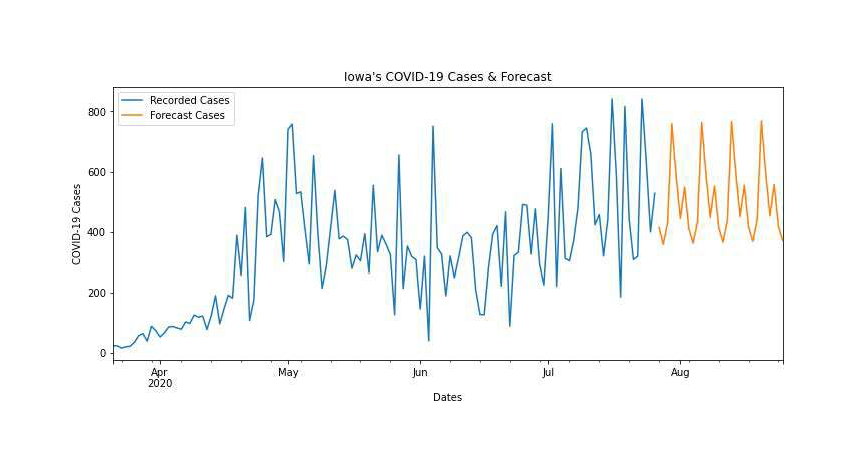 Iowa's COVID-19 Cases & Forecast
Recorded Cases
Forecast Cases
COVID-19 Cases
800
600
400
200
0
Apr
2020
May
Jun
Jul
Aug
Dates